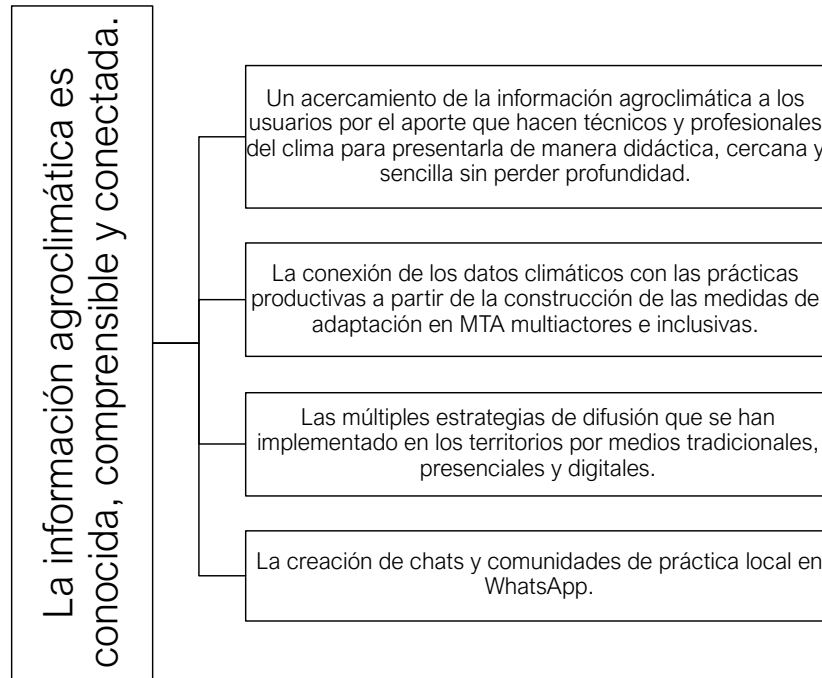 La información agroclimática es
conocida, comprensible y conectada.
Un acercamiento de la información agroclimática a los
usuarios por el aporte que hacen técnicos y profesionales
del clima para presentarla de manera didáctica, cercana y
sencilla sin perder profundidad.
La conexión de los datos climáticos con las prácticas
productivas a partir de la construcción de las medidas de
adaptación en MTA multiactores e inclusivas.
Las múltiples estrategias de difusión que se han
implementado en los territorios por medios tradicionales,
presenciales y digitales.
La creación de chats y comunidades de práctica local en
WhatsApp.